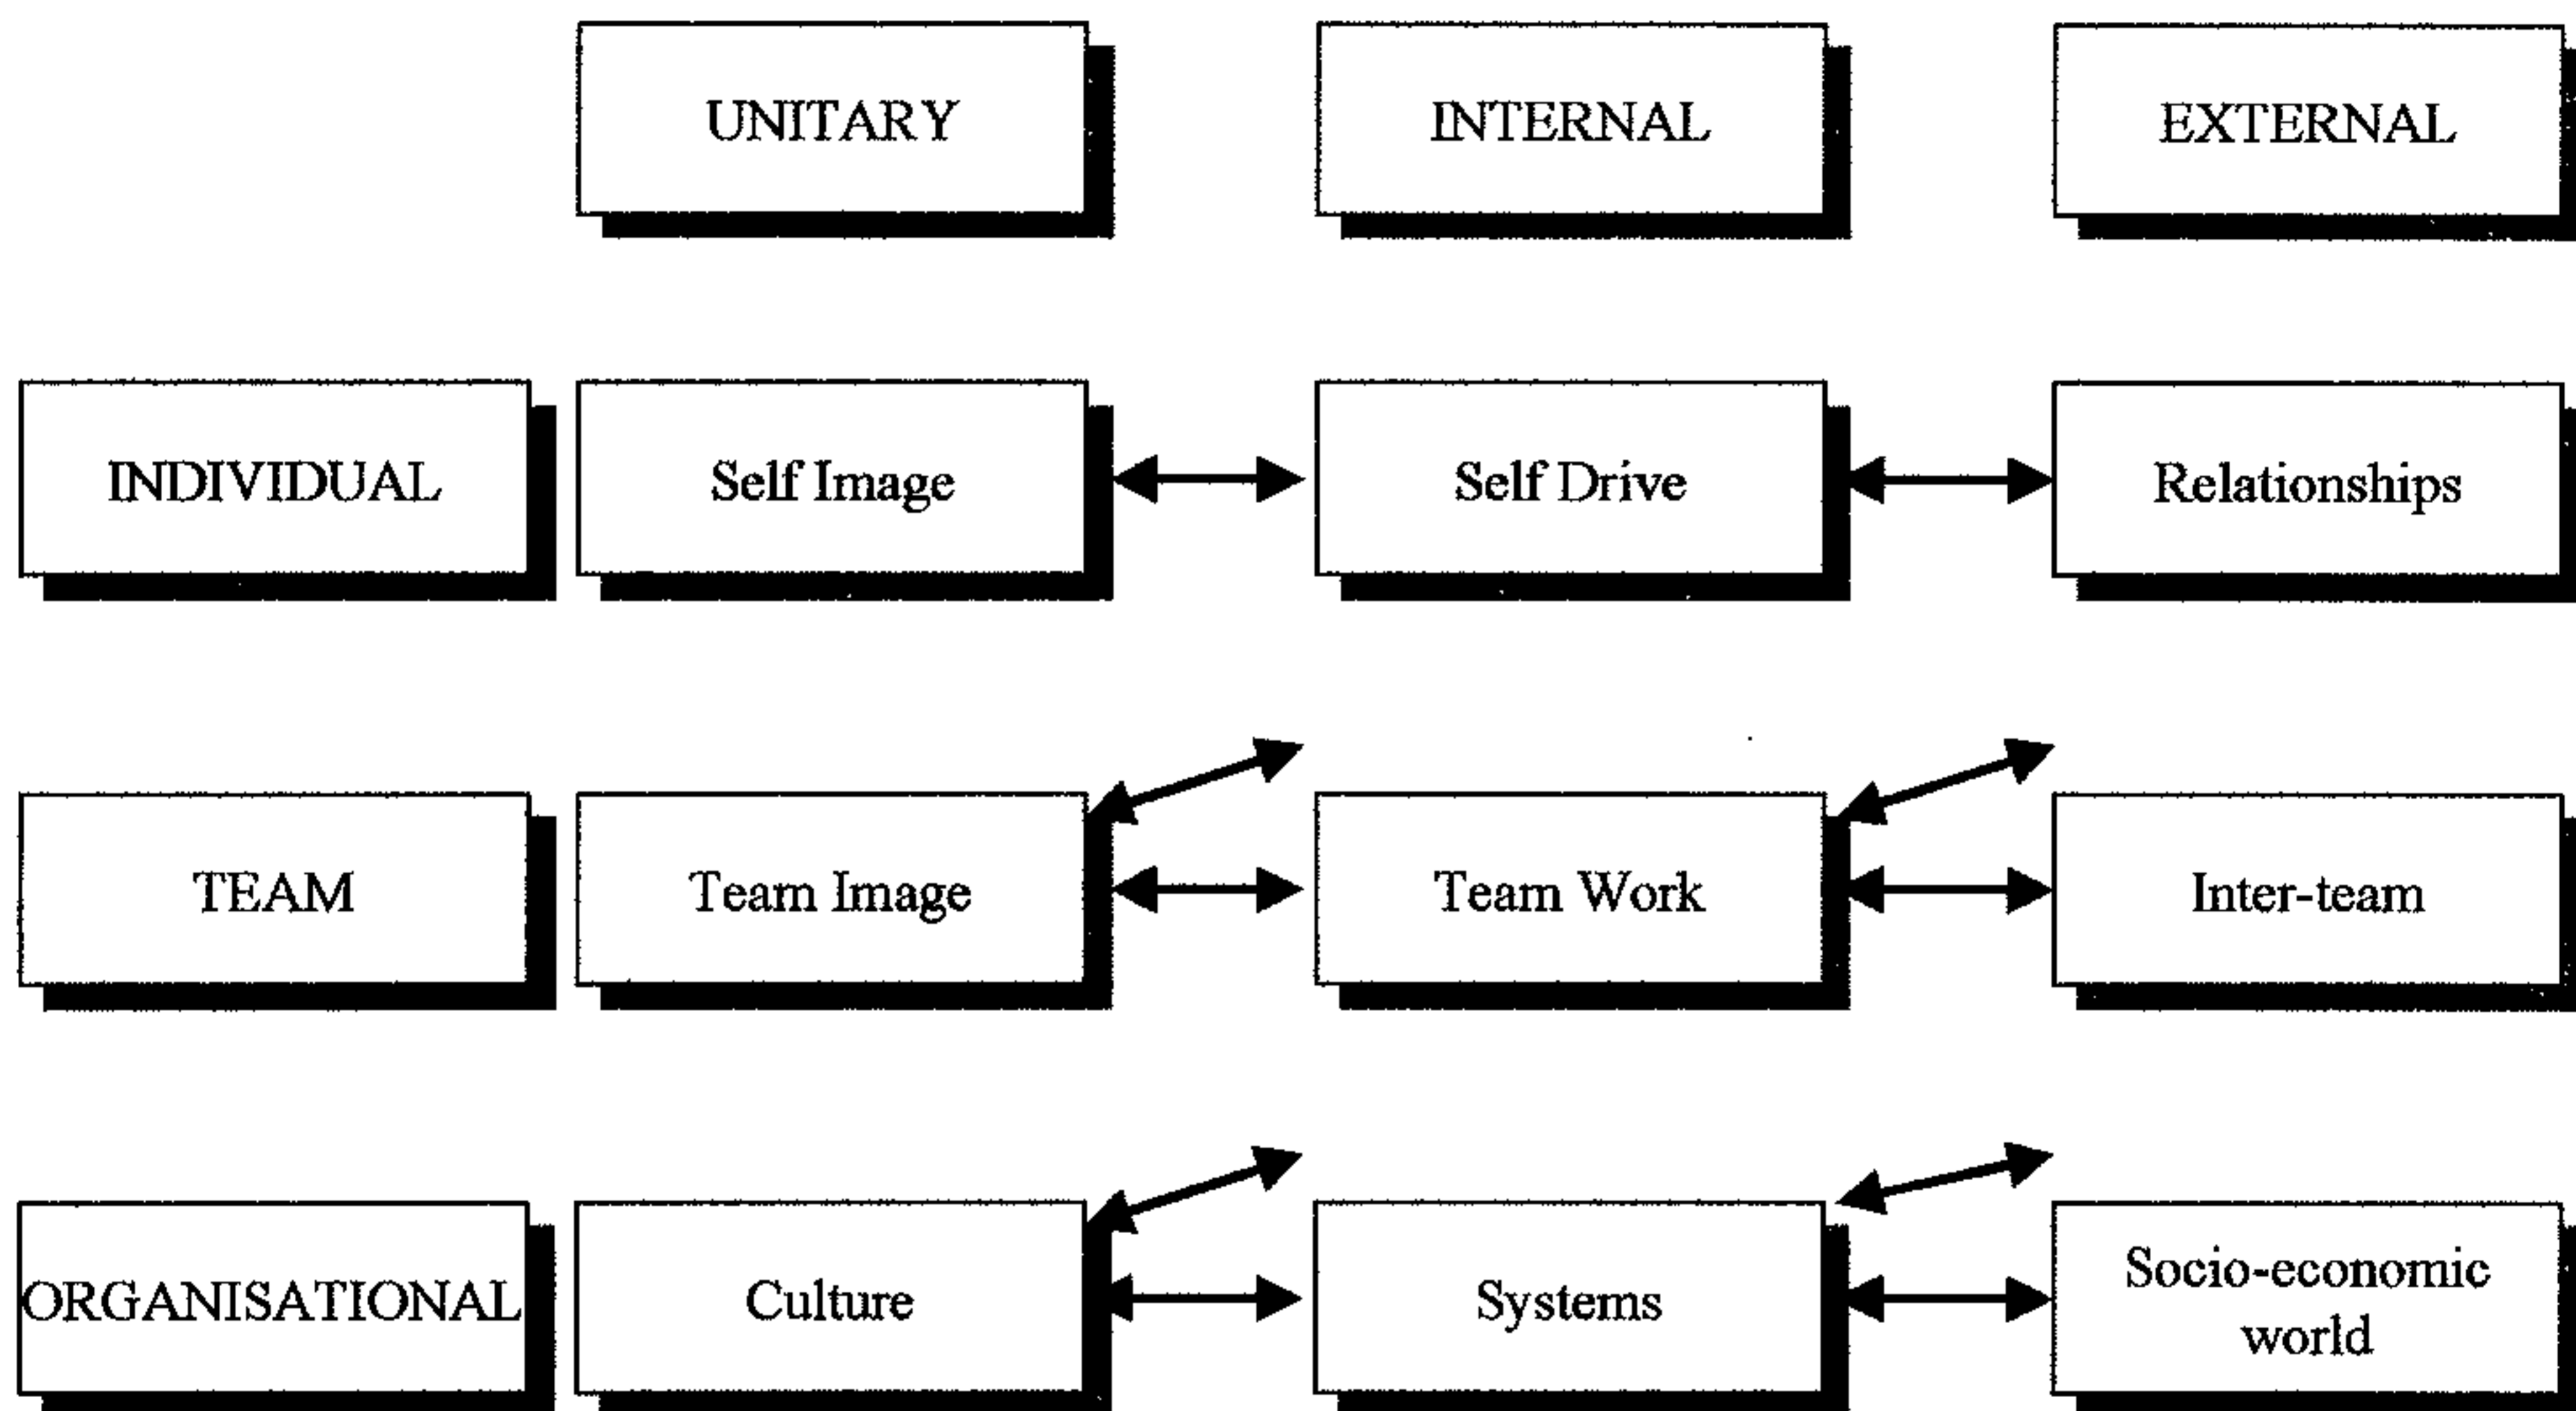 UNITARY
INTERNAL
EXTERNAL
INDIVIDUAL
Self Image
Self Drive
Relationships
TEAM
Team Image
Team Work
Inter-team
ORGANISATIONAL
Culture
Systems
Socio-economic
world